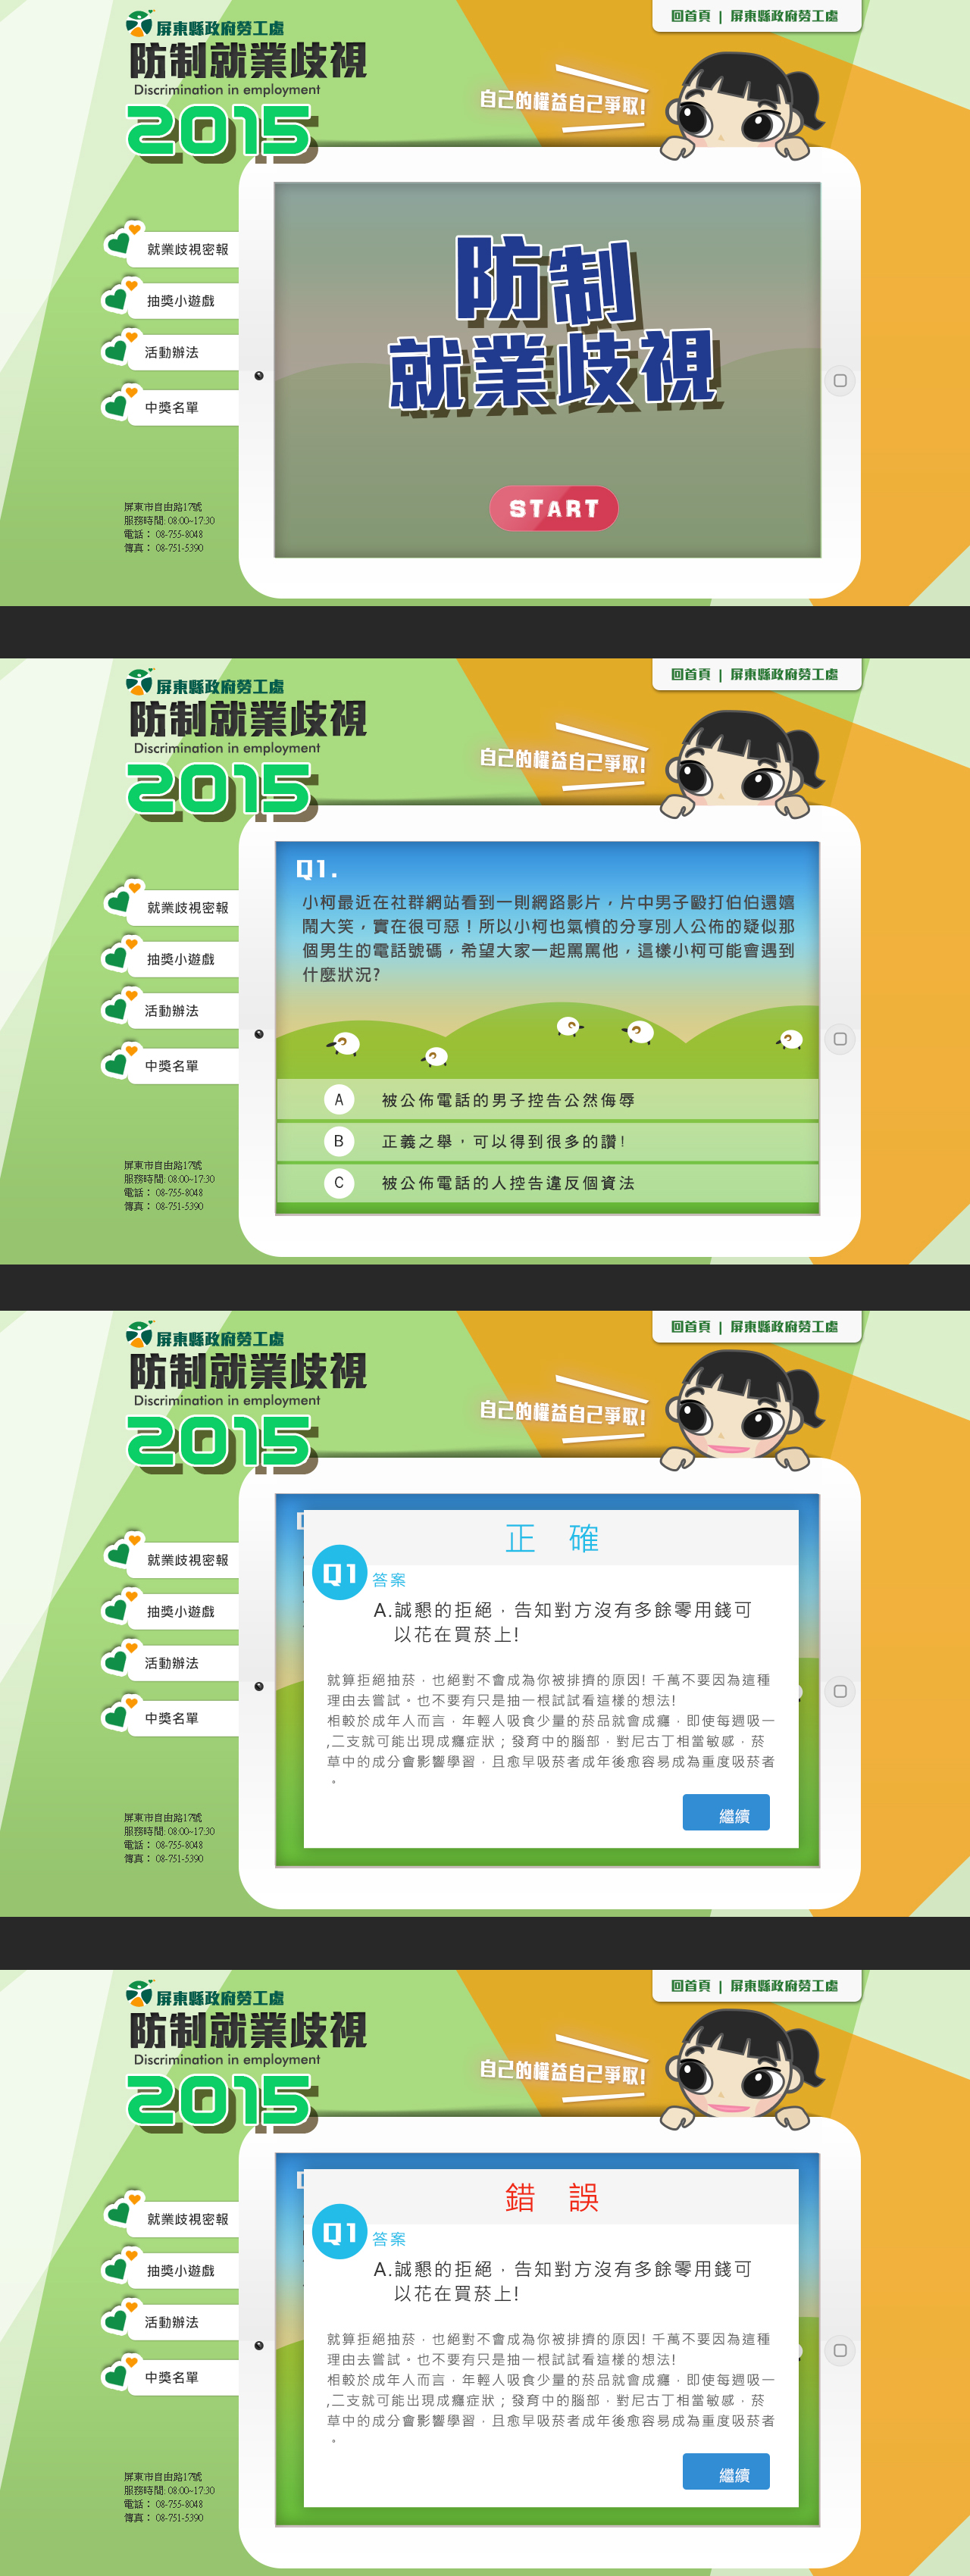 回首頁 | 屏東縣政府勞工處
屏東縣政府勞工處
防制就業歧視
Discrimination in employment
2015
自己的權益自己爭取!
防制
就業歧視
START
就業歧視密報
抽獎小遊戲
活動辦法
中獎名單
屏東市自由路17號
服務時間: 08:00~17:30
電話： 08-755-8048
傳真： 08-751-5390
回首頁 | 屏東縣政府勞工處
屏東縣政府勞工處
防制就業歧視
Discrimination in employment
2015
自己的權益自己爭取!
就業歧視密報
抽獎小遊戲
活動辦法
中獎名單
Q1.
小柯最近在社群網站看到一則網路影片，片中男子毆打伯伯還嬉
鬧大笑，實在很可惡！所以小柯也氣憤的分享別人公佈的疑似那
個男生的電話號碼，希望大家一起罵罵他，這樣小柯可能會遇到
什麼狀況?
A 被公佈電話的男子控告公然侮辱
B 正義之舉，可以得到很多的讚!
C 被公佈電話的人控告違反個資法
屏東市自由路17號
服務時間: 08:00~17:30
電話： 08-755-8048
傳真： 08-751-5390
回首頁 | 屏東縣政府勞工處
屏東縣政府勞工處
防制就業歧視
Discrimination in employment
2015
自己的權益自己爭取!
就業歧視密報
抽獎小遊戲
活動辦法
中獎名單
正 確
Q1 答案
A.誠懇的拒絕，告知對方沒有多餘零用錢可
以花在買菸上!
就算拒絕抽菸，也絕對不會成為你被排擠的原因! 千萬不要因為這種
理由去嘗試。也不要有只是抽一根試試看這樣的想法!
相較於成年人而言，年輕人吸食少量的菸品就會成癮，即使每週吸一
,二支就可能出現成癮症狀；發育中的腦部，對尼古丁相當敏感，菸
草中的成分會影響學習，且愈早吸菸者成年後愈容易成為重度吸菸者
。
繼續
屏東市自由路17號
服務時間: 08:00~17:30
電話： 08-755-8048
傳真： 08-751-5390
回首頁 | 屏東縣政府勞工處
屏東縣政府勞工處
防制就業歧視
Discrimination in employment
2015
自己的權益自己爭取!
就業歧視密報
抽獎小遊戲
活動辦法
中獎名單
錯 誤
Q1 答案
A.誠懇的拒絕，告知對方沒有多餘零用錢可
以花在買菸上!
就算拒絕抽菸，也絕對不會成為你被排擠的原因! 千萬不要因為這種
理由去嘗試。也不要有只是抽一根試試看這樣的想法!
相較於成年人而言，年輕人吸食少量的菸品就會成癮，即使每週吸一
,二支就可能出現成癮症狀；發育中的腦部，對尼古丁相當敏感，菸
草中的成分會影響學習，且愈早吸菸者成年後愈容易成為重度吸菸者
。
繼續
屏東市自由路17號
服務時間: 08:00~17:30
電話： 08-755-8048
傳真： 08-751-5390